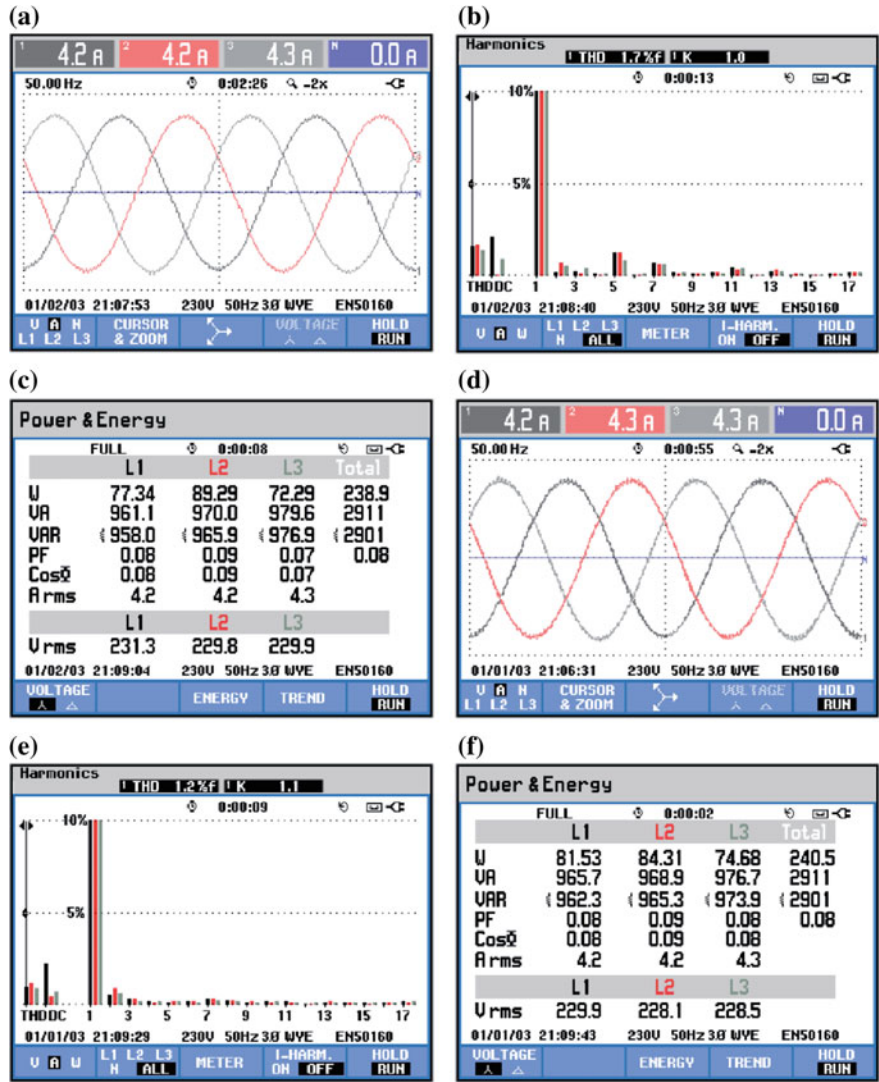 (a)
1 4.2 A 2 4.2 A 3 4.3 A N 0.0 A
50.00 Hz 0:02:26 -2x
01/02/03 21:07:53 230V 50Hz 3Ø WYE EN50160
V A H CURSOR VOLTAGE HOLD
L1 L2 L3 & ZOOM RUN
(b)
Harmonics
THD 1.7%f K 1.0
0:00:13
10%
5%
THDDC 1 3 5 7 9 11 13 15 17
01/02/03 21:08:40 230V 50Hz 3Ø WYE EN50160
V A W L1 L2 L3 METER I-HARM. HOLD
N ALL ON OFF RUN
(c)
Power & Energy
FULL 0:00:08
L1 L2 L3 Total
W 77.34 89.29 72.29 238.9
VA 961.1 970.0 979.6 2911
VAR 958.0 965.9 976.9 2901
PF 0.08 0.09 0.07 0.08
CosΦ 0.08 0.09 0.07
A rms 4.2 4.2 4.3
L1 L2 L3
V rms 231.3 229.8 229.9
01/02/03 21:09:04 230V 50Hz 3Ø WYE EN50160
VOLTAGE ENERGY TREND HOLD
RUN
(d)
1 4.2 A 2 4.3 A 3 4.3 A N 0.0 A
50.00 Hz 0:00:55 -2x
01/01/03 21:06:31 230V 50Hz 3Ø WYE EN50160
V A H CURSOR VOLTAGE HOLD
L1 L2 L3 & ZOOM RUN
(e)
Harmonics
THD 1.2%f K 1.1
0:00:09
10%
5%
THDDC 1 3 5 7 9 11 13 15 17
01/01/03 21:09:29 230V 50Hz 3Ø WYE EN50160
V A W L1 L2 L3 METER I-HARM. HOLD
N ALL ON OFF RUN
(f)
Power & Energy
FULL 0:00:02
L1 L2 L3 Total
W 81.53 84.31 74.68 240.5
VA 965.7 968.9 976.7 2911
VAR 962.3 965.3 973.9 2901
PF 0.08 0.09 0.08 0.08
CosΦ 0.08 0.09 0.08
A rms 4.2 4.2 4.3
L1 L2 L3
V rms 229.9 228.1 228.5
01/01/03 21:09:43 230V 50Hz 3Ø WYE EN50160
VOLTAGE ENERGY TREND HOLD
RUN